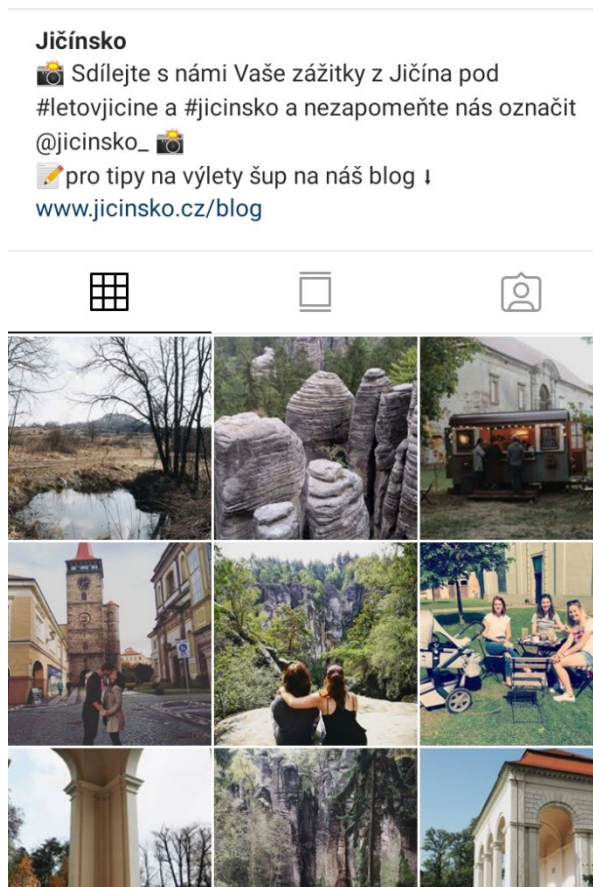 Jičínsko
📸 Sdílejte s námi Vaše zážitky z Jičína pod
#letovjicine a #jicinsko a nezapomeňte nás označit
@jicinsko_ 📸
📝pro tipy na výlety šup na náš blog ⬇
www.jicinsko.cz/blog